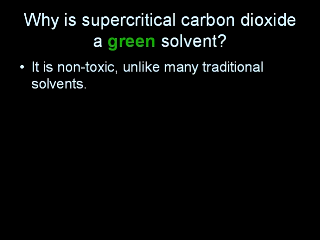 Why is supercritical carbon dioxide
a green solvent?
• It is non-toxic, unlike many traditional
solvents.